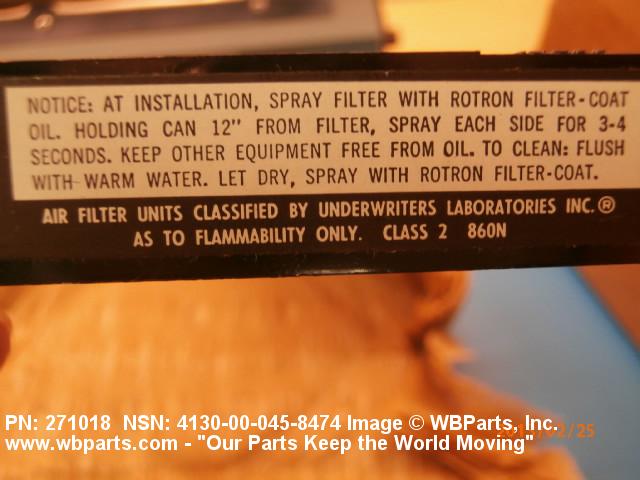 NOTICE: AT INSTALLATION, SPRAY FILTER WITH ROTRON FILTER-COAT
OIL. HOLDING CAN 12" FROM FILTER, SPRAY EACH SIDE FOR 3-4
SECONDS. KEEP OTHER EQUIPMENT FREE FROM OIL. TO CLEAN: FLUSH
WITH WARM WATER. LET DRY, SPRAY WITH ROTRON FILTER-COAT.
AIR FILTER UNITS CLASSIFIED BY UNDERWRITERS LABORATORIES INC.®
AS TO FLAMMABILITY ONLY. CLASS 2 860N
PN: 271018 NSN: 4130-00-045-8474 Image © WBParts, Inc.
www.wbparts.com - "Our Parts Keep the World Moving"